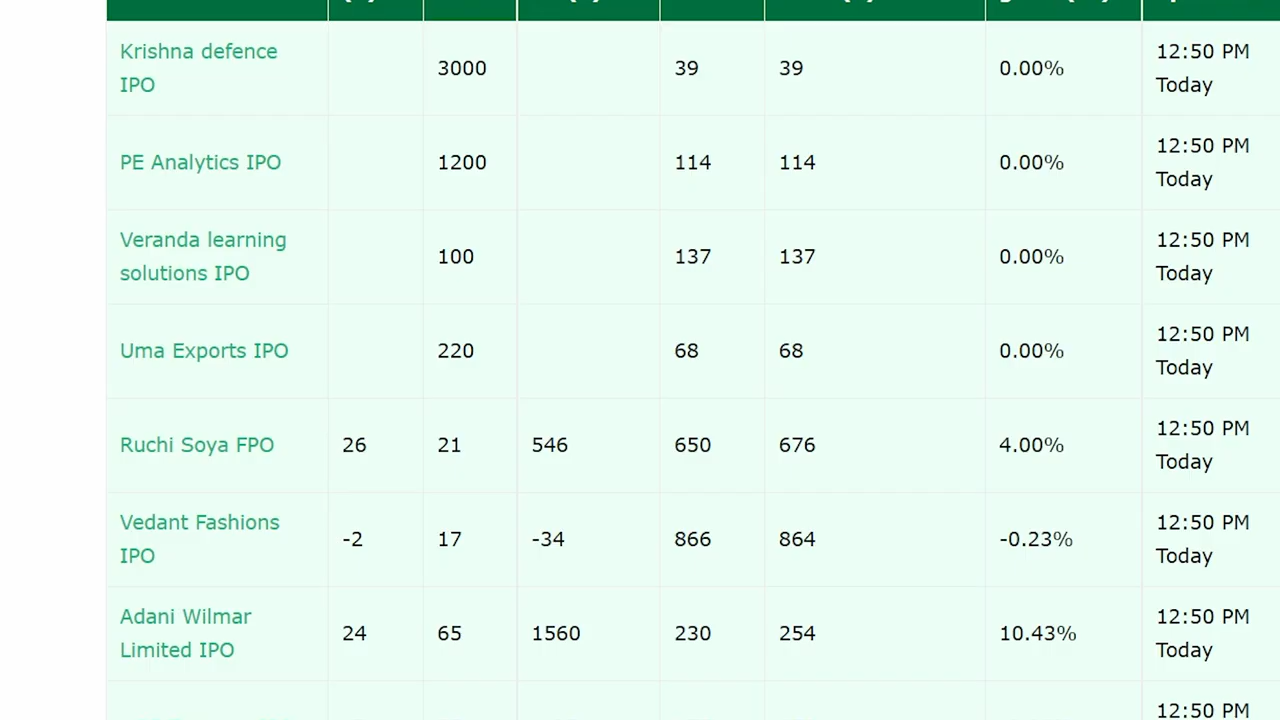 Krishna defence
IPO
3000
39
39
0.00%
12:50 PM
Today
PE Analytics IPO
1200
114
114
0.00%
12:50 PM
Today
Veranda learning
solutions IPO
100
137
137
0.00%
12:50 PM
Today
Uma Exports IPO
220
68
68
0.00%
12:50 PM
Today
Ruchi Soya FPO
26
21
546
650
676
4.00%
12:50 PM
Today
Vedant Fashions
IPO
-2
17
-34
866
864
-0.23%
12:50 PM
Today
Adani Wilmar
Limited IPO
24
65
1560
230
254
10.43%
12:50 PM
Today
12:50 PM